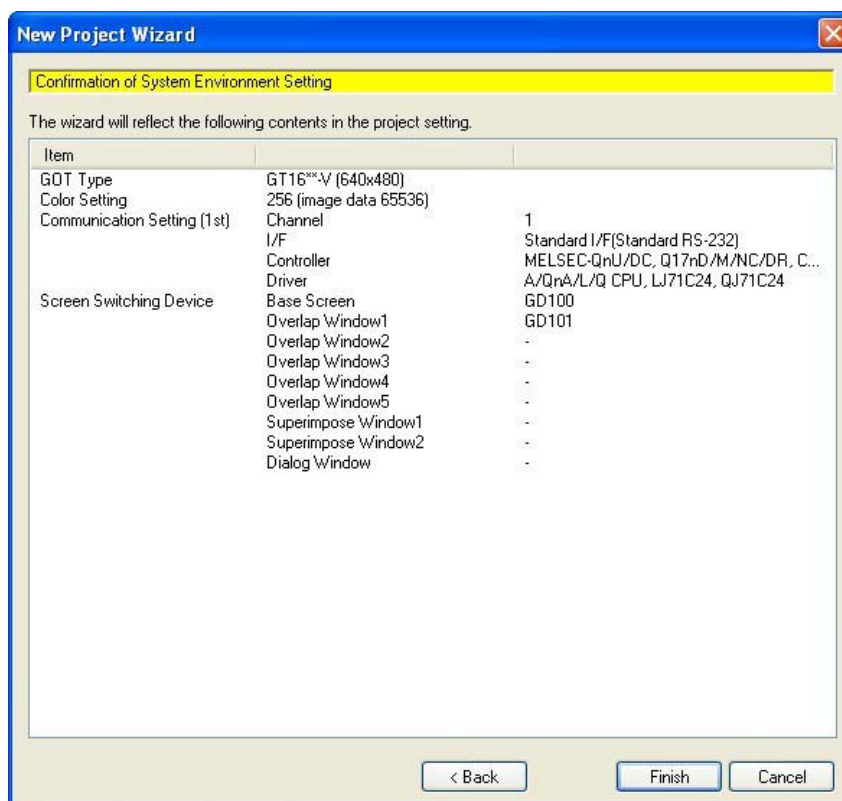 New Project Wizard
Confirmation of System Environment Setting
The wizard will reflect the following contents in the project setting.
Item
GOT Type GT16**-V (640x480)
Color Setting 256 (image data 65536)
Communication Setting (1st) Channel 1
I/F Standard I/F(Standard RS-232)
Controller MELSEC-QnU/DC, Q17nD/M/NC/DR, C...
Driver A/QnA/L/Q CPU, LJ71C24, QJ71C24
Screen Switching Device Base Screen GD100
Overlap Window1 GD101
Overlap Window2 -
Overlap Window3 -
Overlap Window4 -
Overlap Window5 -
Superimpose Window1 -
Superimpose Window2 -
Dialog Window -
< Back Finish Cancel